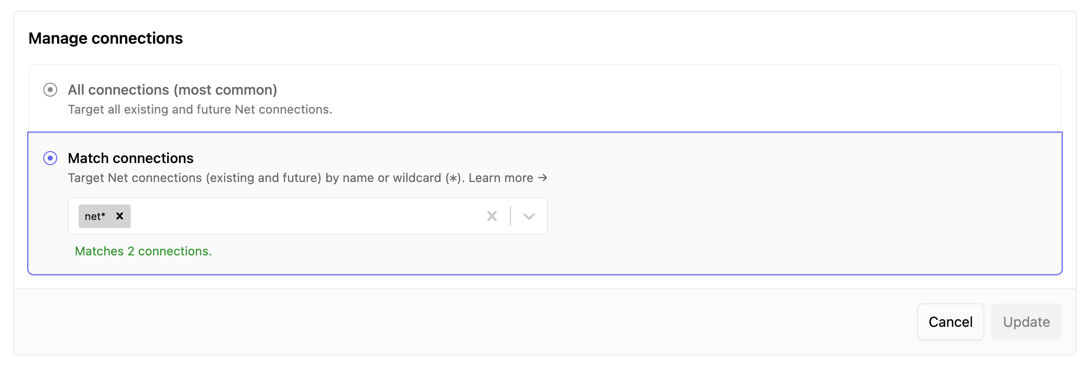 Manage connections
All connections (most common)
Target all existing and future Net connections.
Match connections
Target Net connections (existing and future) by name or wildcard (*). Learn more →
net*
Matches 2 connections.
Cancel Update